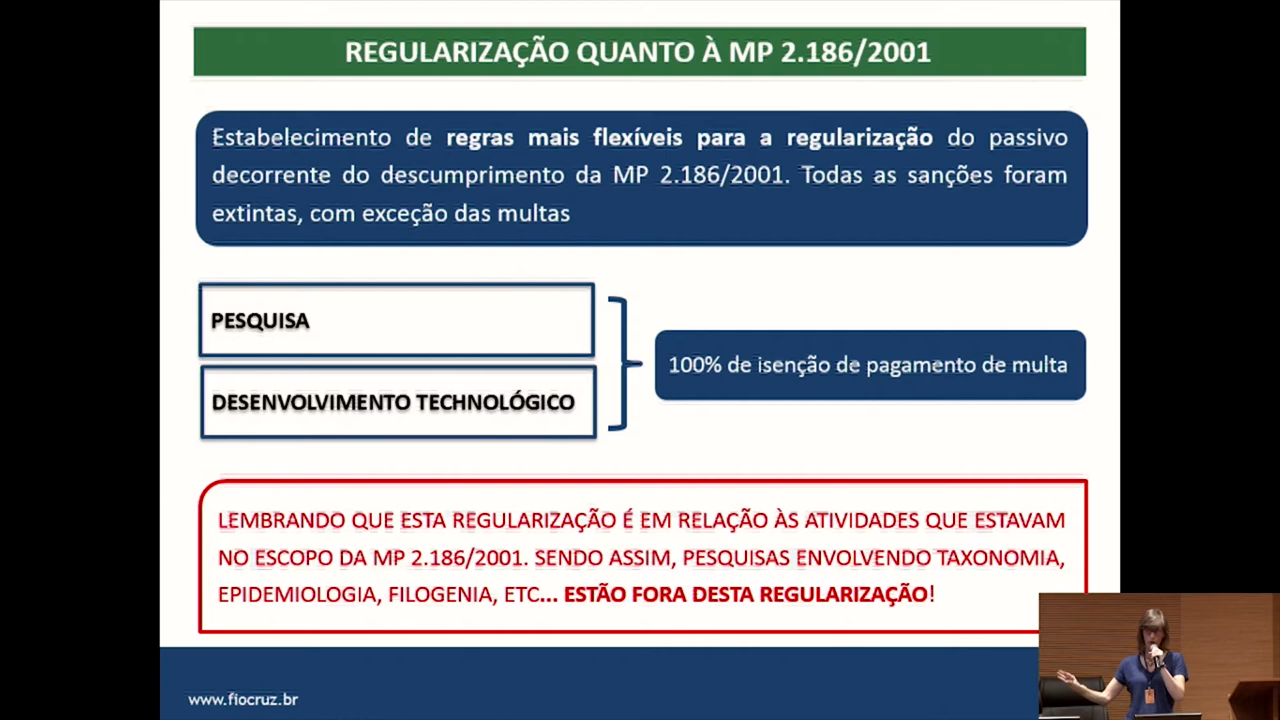 REGULARIZAÇÃO QUANTO À MP 2.186/2001
Estabelecimento de regras mais flexíveis para a regularização do passivo
decorrente do descumprimento da MP 2.186/2001. Todas as sanções foram
extintas, com exceção das multas
PESQUISA
DESENVOLVIMENTO TECHNOLÓGICO
100% de isenção de pagamento de multa
LEMBRANDO QUE ESTA REGULARIZAÇÃO É EM RELAÇÃO ÀS ATIVIDADES QUE ESTAVAM
NO ESCOPO DA MP 2.186/2001. SENDO ASSIM, PESQUISAS ENVOLVENDO TAXONOMIA,
EPIDEMIOLOGIA, FILOGENIA, ETC... ESTÃO FORA DESTA REGULARIZAÇÃO!
www.fiocruz.br